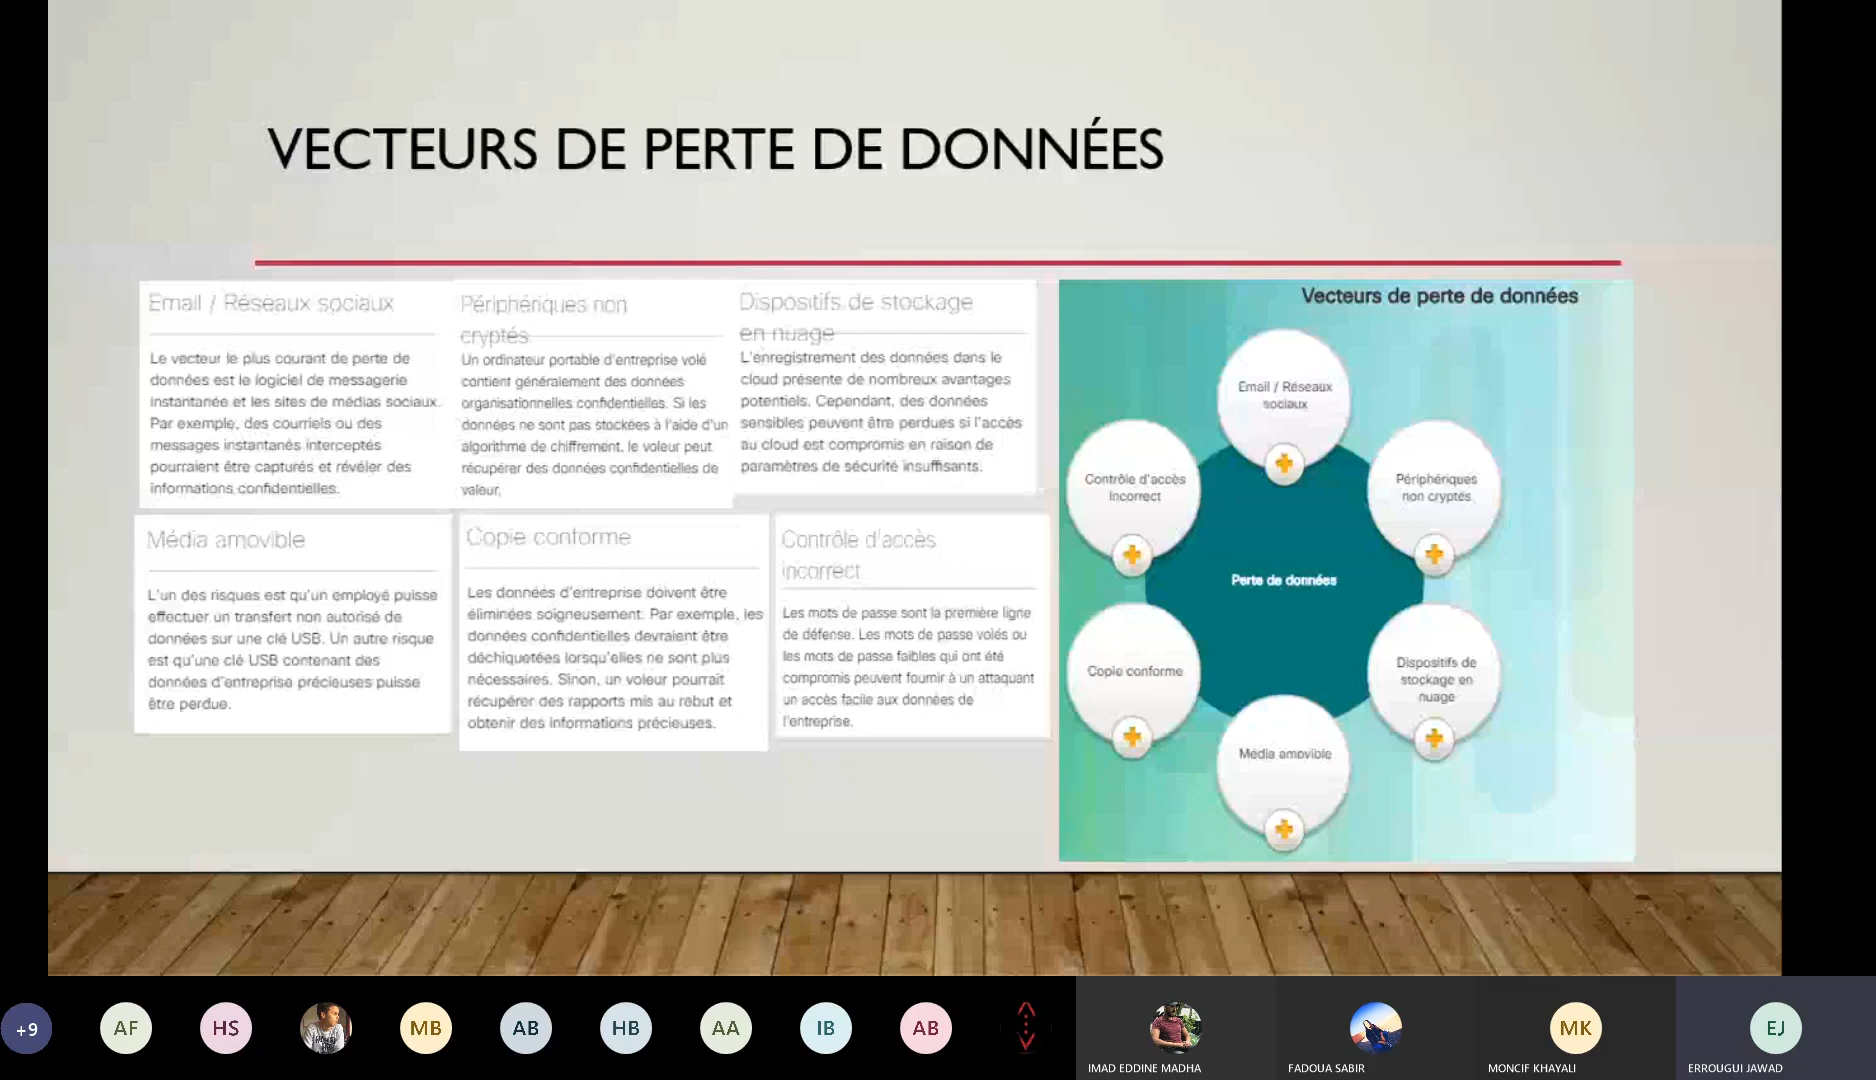 VECTEURS DE PERTE DE DONNÉES
Email / Réseaux sociaux
Le vecteur le plus courant de perte de
données est le logiciel de messagerie
instantanée et les sites de médias sociaux.
Par exemple, des courriels ou des
messages instantanés interceptés
pourraient être capturés et révéler des
informations confidentielles.
Périphériques non
cryptés
Un ordinateur portable d'entreprise volé
contient généralement des données
organisationnelles confidentielles. Si les
données ne sont pas stockées à l'aide d'un
algorithme de chiffrement, le voleur peut
récupérer des données confidentielles de
valeur.
Dispositifs de stockage
en nuage
L'enregistrement des données dans le
cloud présente de nombreux avantages
potentiels. Cependant, des données
sensibles peuvent être perdues si l'accès
au cloud est compromis en raison de
paramètres de sécurité insuffisants.
Média amovible
L'un des risques est qu'un employé puisse
effectuer un transfert non autorisé de
données sur une clé USB. Un autre risque
est qu'une clé USB contenant des
données d'entreprise précieuses puisse
être perdue.
Copie conforme
Les données d'entreprise doivent être
éliminées soigneusement. Par exemple, les
données confidentielles devraient être
déchiquetées lorsqu'elles ne sont plus
nécessaires. Sinon, un voleur pourrait
récupérer des rapports mis au rebut et
obtenir des informations précieuses.
Contrôle d'accès
incorrect
Les mots de passe sont la première ligne
de défense. Les mots de passe volés ou
les mots de passe faibles qui ont été
compromis peuvent fournir à un attaquant
un accès facile aux données de
l'entreprise.
Vecteurs de perte de données
Email / Réseaux
sociaux
Contrôle d'accès
incorrect
Périphériques
non cryptés
Perte de données
Copie conforme
Dispositifs de
stockage en
nuage
Média amovible
+9
AF
HS
MB
AB
HB
AA
IB
AB
MK
EJ
IMAD EDDINE MADHA
FADOUA SABIR
MONCIF KHAYALI
ERROUGUI JAWAD